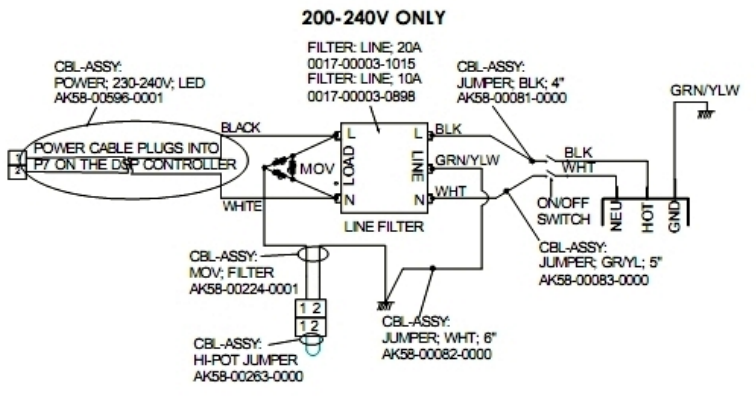 200-240V ONLY
FILTER: LINE; 20A
0017-00003-1015
FILTER: LINE; 10A
0017-00003-0898
CBL-ASSY:
POWER; 230-240V; LED
AK58-00596-0001
CBL-ASSY:
JUMPER; BLK; 4"
AK58-00081-0000
GRN/YLW
BLACK
L
L
BLK
1
2
POWER CABLE PLUGS INTO
P7 ON THE DSP CONTROLLER
MOV
LOAD
LINE
GRN/YLW
BLK
WHT
WHITE
N
N
WHT
ON/OFF
SWITCH
NEU
HOT
GND
LINE FILTER
CBL-ASSY:
MOV; FILTER
AK58-00224-0001
CBL-ASSY:
JUMPER; GR/YL; 5"
AK58-00083-0000
1 2
1 2
CBL-ASSY:
JUMPER; WHT; 6"
AK58-00082-0000
CBL-ASSY:
HI-POT JUMPER
AK58-00263-0000